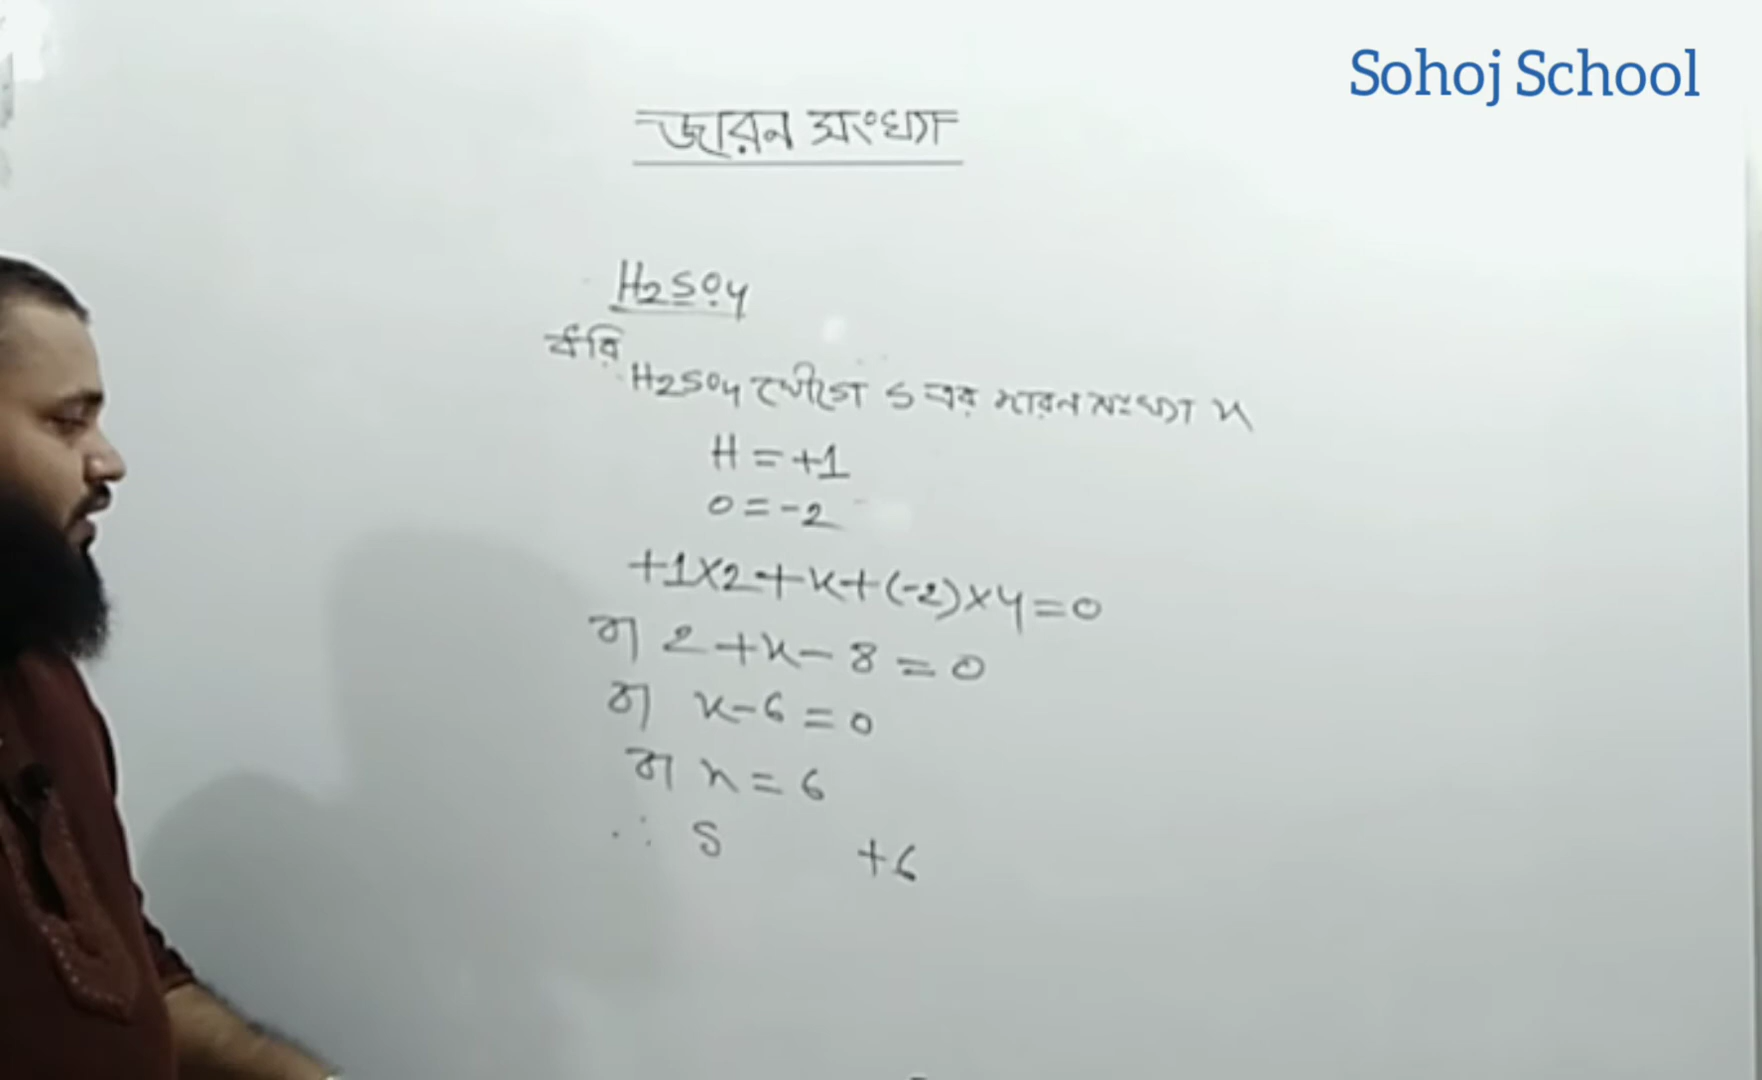 Sohoj School
জারন সংখ্যা
H2SO4
ধরি
H2SO4 যৌগে S এর জারন সংখ্যা x
H = +1
O = -2
+1×2+x+(-2)×4=0
বা 2+x-8=0
বা x-6=0
বা x=6
∴ S +6